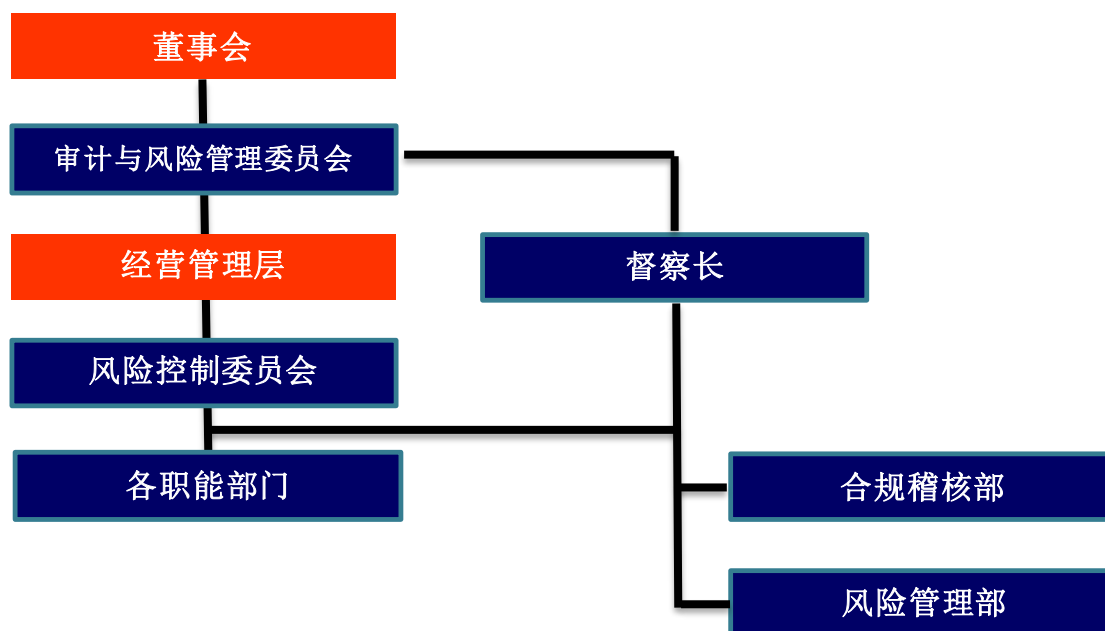 董事会
审计与风险管理委员会
经营管理层
督察长
风险控制委员会
各职能部门
合规稽核部
风险管理部